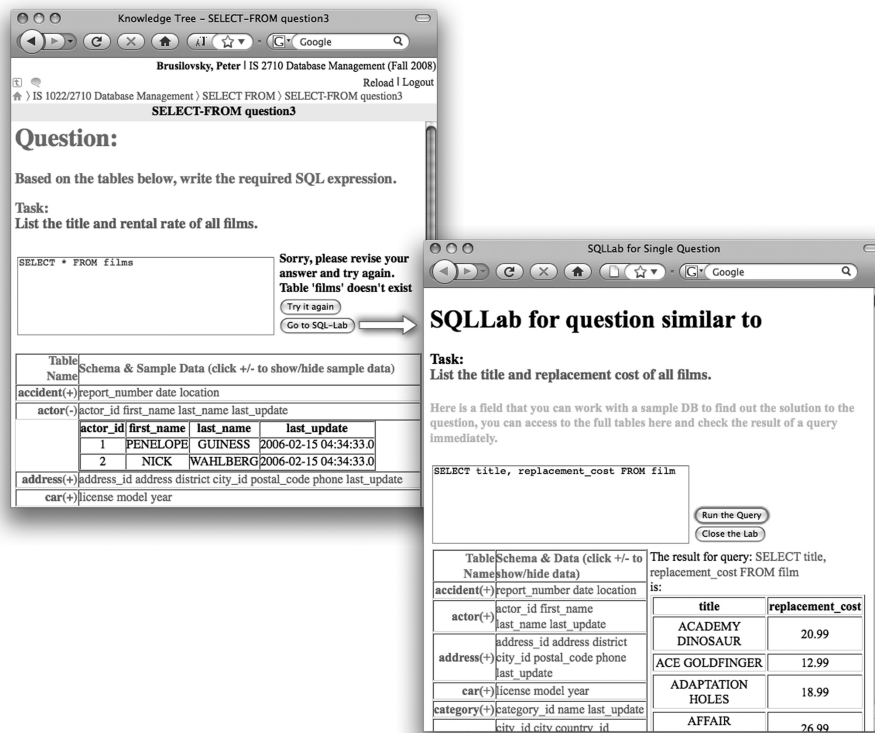 Knowledge Tree – SELECT-FROM question3
Google
Brusilovsky, Peter | IS 2710 Database Management (Fall 2008)
Reload | Logout
⟩ IS 1022/2710 Database Management ⟩ SELECT FROM ⟩ SELECT-FROM question3
SELECT-FROM question3
Question:
Based on the tables below, write the required SQL expression.
Task:
List the title and rental rate of all films.
SELECT * FROM films
Sorry, please revise your
answer and try again.
Table 'films' doesn't exist
Try it again
Go to SQL-Lab
Table Name Schema & Sample Data (click +/- to show/hide sample data)
accident(+) report_number date location
actor(-) actor_id first_name last_name last_update
actor_id first_name last_name last_update
1 PENELOPE GUINESS 2006-02-15 04:34:33.0
2 NICK WAHLBERG 2006-02-15 04:34:33.0
address(+) address_id address district city_id postal_code phone last_update
car(+) license model year
SQLLab for Single Question
Google
SQLLab for question similar to
Task:
List the title and replacement cost of all films.
Here is a field that you can work with a sample DB to find out the solution to the
question, you can access to the full tables here and check the result of a query
immediately.
SELECT title, replacement_cost FROM film
Run the Query
Close the Lab
Table Name Schema & Data (click +/- to
show/hide data)
accident(+) report_number date location
actor(+) actor_id first_name
last_name last_update
address(+) address_id address district
city_id postal_code phone
last_update
car(+) license model year
category(+) category_id name last_update
city_id city country_id
The result for query: SELECT title,
replacement_cost FROM film
is:
title replacement_cost
ACADEMY DINOSAUR 20.99
ACE GOLDFINGER 12.99
ADAPTATION HOLES 18.99
AFFAIR 26.99